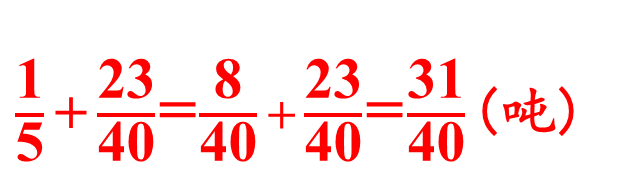 1/5 + 23/40 = 8/40 + 23/40 = 31/40 (吨)